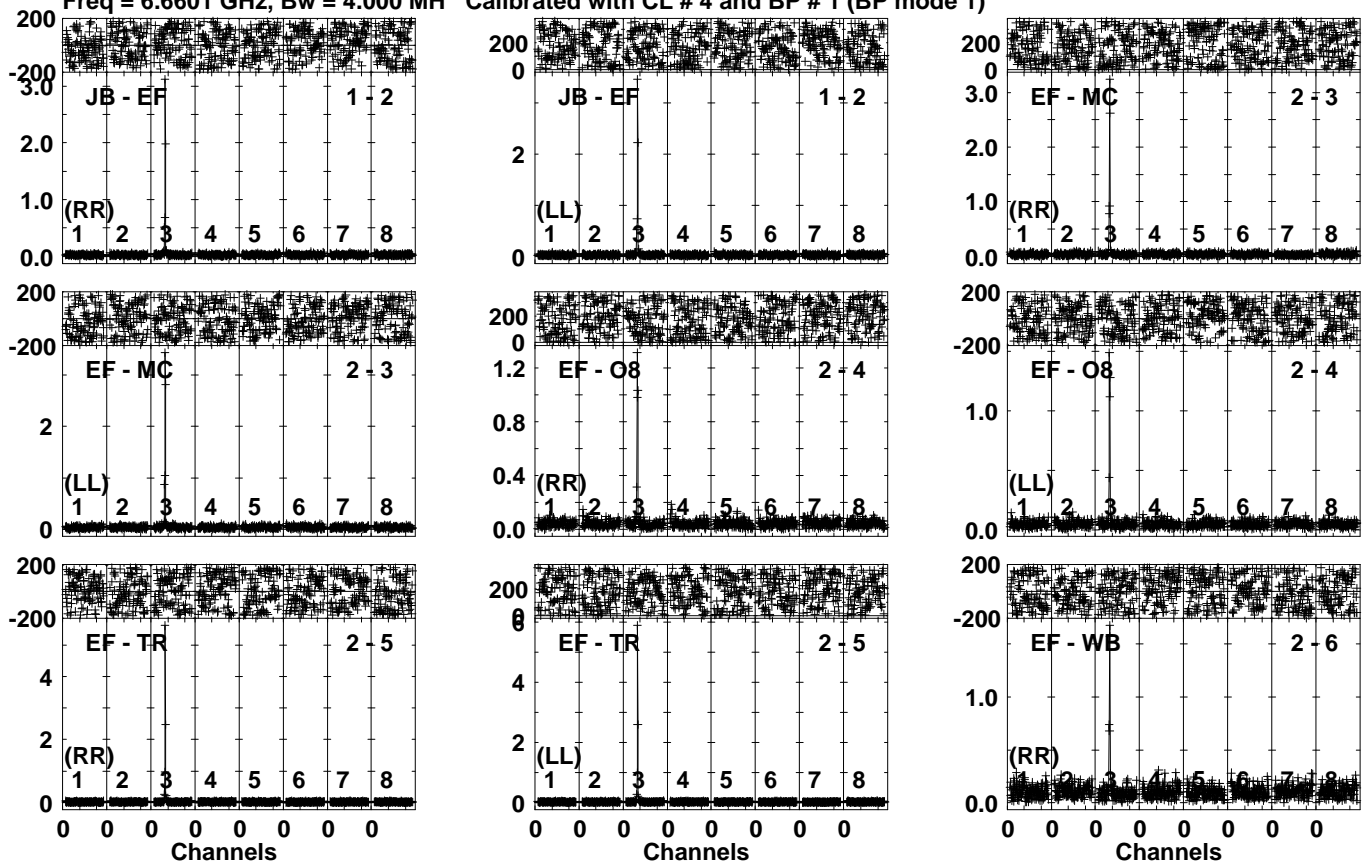 Freq = 6.6601 GHz, Bw = 4.000 MH Calibrated with CL # 4 and BP # 1 (BP mode 1)
200
-200
3.0
2.0
1.0
0.0
JB - EF 1 - 2
(RR)
1 2 3 4 5 6 7 8
200
0
2
0
JB - EF 1 - 2
(LL)
1 2 3 4 5 6 7 8
200
0
3.0
2.0
1.0
0.0
EF - MC 2 - 3
(RR)
1 2 3 4 5 6 7 8
200
-200
2
0
EF - MC 2 - 3
(LL)
1 2 3 4 5 6 7 8
200
0
1.2
0.8
0.4
0.0
EF - O8 2 - 4
(RR)
1 2 3 4 5 6 7 8
200
-200
1.0
0.0
EF - O8 2 - 4
(LL)
1 2 3 4 5 6 7 8
200
-200
4
2
0
EF - TR 2 - 5
(RR)
1 2 3 4 5 6 7 8
0 0 0 0 0 0 0 0
Channels
200
0
6
4
2
0
EF - TR 2 - 5
(LL)
1 2 3 4 5 6 7 8
0 0 0 0 0 0 0 0
Channels
200
-200
1.0
0.0
EF - WB 2 - 6
(RR)
1 2 3 4 5 6 7 8
0 0 0 0 0 0 0 0
Channels